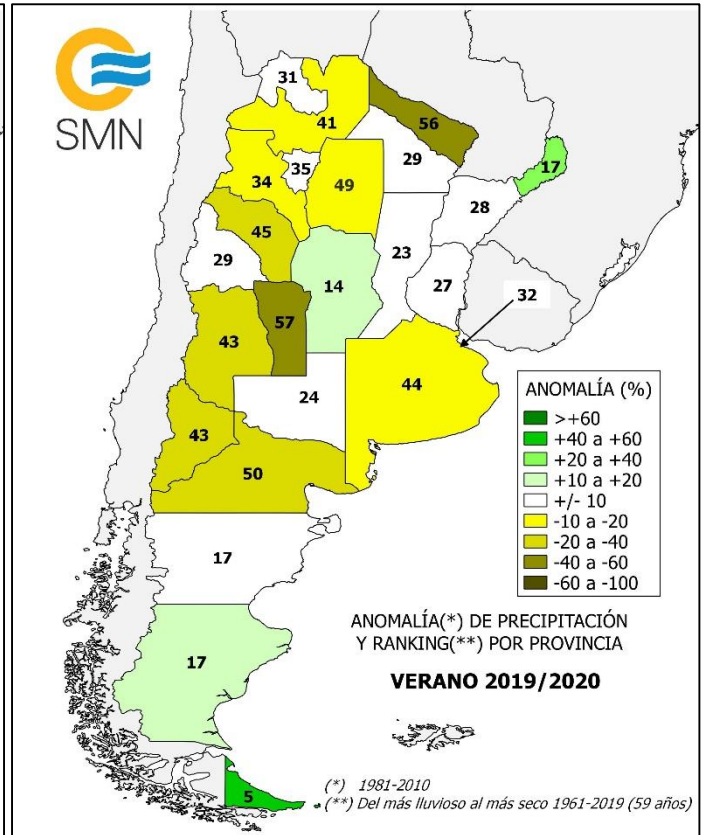 SMN
31
41
56
29
17
34
35
49
28
45
29
23
14
27
32
43
57
24
44
43
50
17
17
5
ANOMALÍA (%)
>+60
+40 a +60
+20 a +40
+10 a +20
+/- 10
-10 a -20
-20 a -40
-40 a -60
-60 a -100
ANOMALÍA(*) DE PRECIPITACIÓN
Y RANKING(**) POR PROVINCIA
VERANO 2019/2020
(*) 1981-2010
(**) Del más lluvioso al más seco 1961-2019 (59 años)